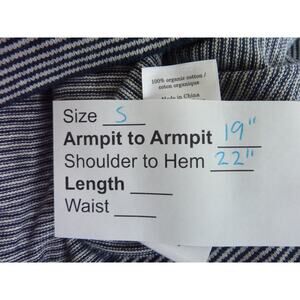 100% organic cotton /
coton organique
Made in China
Size S
Armpit to Armpit 19"
Shoulder to Hem 22"
Length
Waist